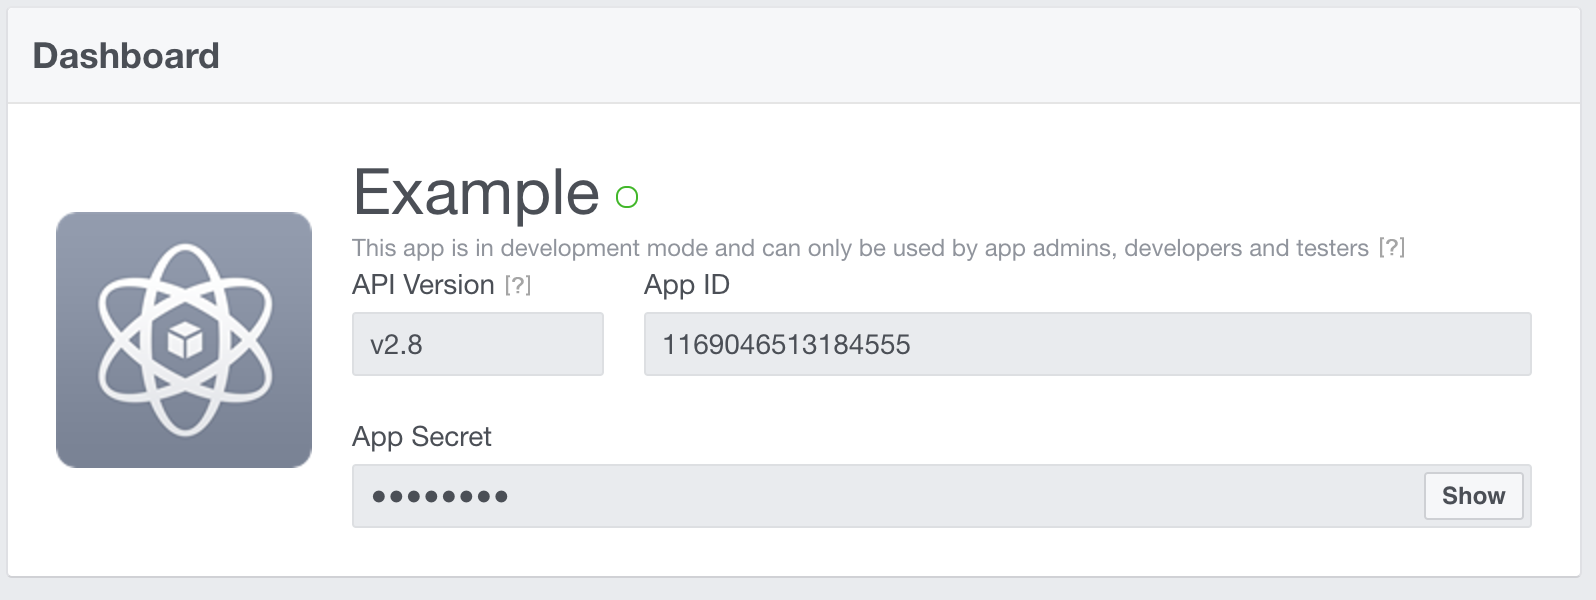 Dashboard
Example
This app is in development mode and can only be used by app admins, developers and testers [?]
API Version [?]
App ID
v2.8
1169046513184555
App Secret
●●●●●●●●
Show